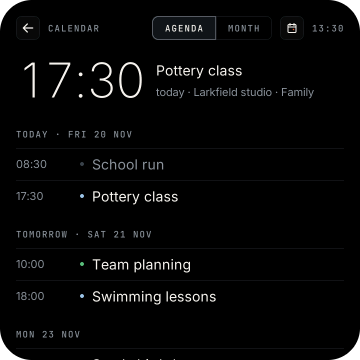 CALENDAR
AGENDA
MONTH
13:30
17:30
Pottery class
today · Larkfield studio · Family
TODAY · FRI 20 NOV
08:30 School run
17:30 Pottery class
TOMORROW · SAT 21 NOV
10:00 Team planning
18:00 Swimming lessons
MON 23 NOV